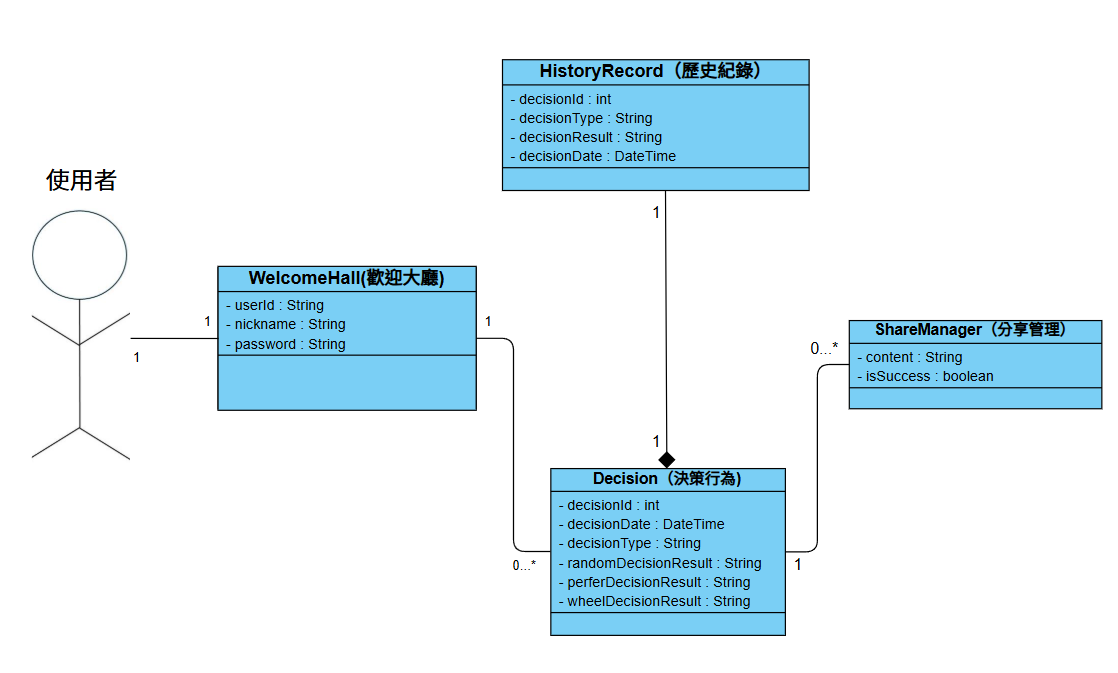 使用者
1
WelcomeHall(歡迎大廳)
- userId : String
- nickname : String
- password : String
1
1
0...*
HistoryRecord（歷史紀錄）
- decisionId : int
- decisionType : String
- decisionResult : String
- decisionDate : DateTime
1
1
Decision（決策行為)
- decisionId : int
- decisionDate : DateTime
- decisionType : String
- randomDecisionResult : String
- perferDecisionResult : String
- wheelDecisionResult : String
1
0...*
ShareManager（分享管理）
- content : String
- isSuccess : boolean